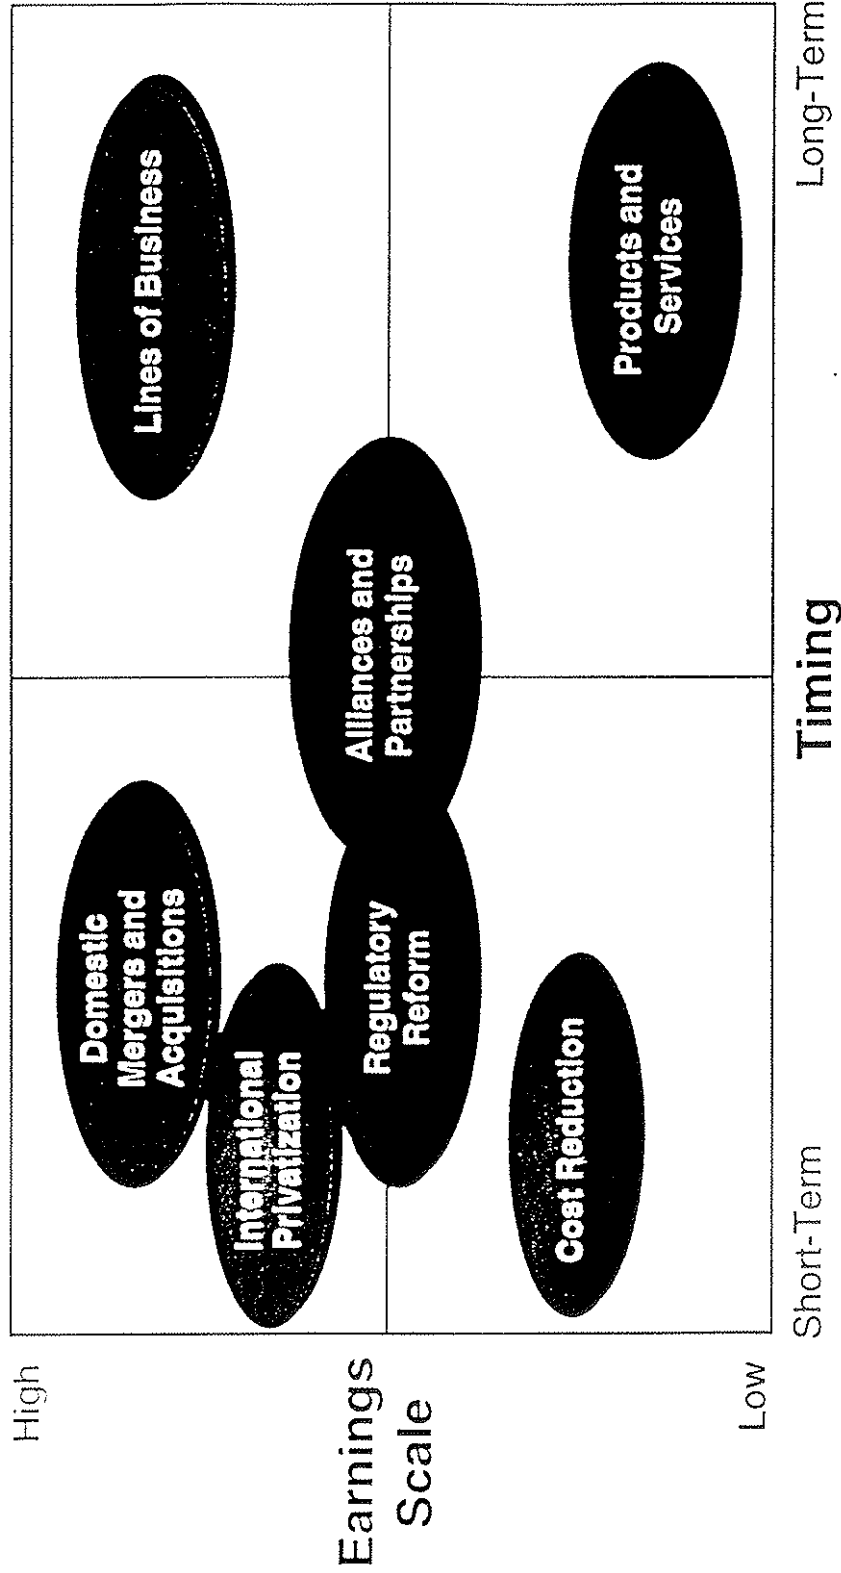 High
Earnings
Scale
Low
Domestic
Mergers and
Acquisitions
International
Privatization
Regulatory
Reform
Cost Reduction
Alliances and
Partnerships
Lines of Business
Products and
Services
Short-Term
Timing
Long-Term